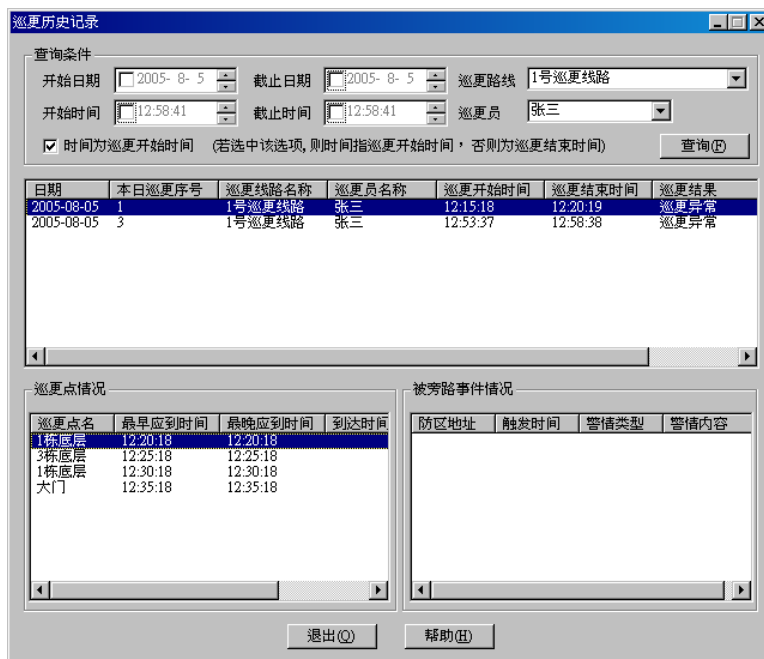 巡更历史记录
查询条件
开始日期 2005- 8- 5 截止日期 2005- 8- 5 巡更路线 1号巡更线路
开始时间 12:58:41 截止时间 12:58:41 巡更员 张三
时间为巡更开始时间 (若选中该选项,则时间指巡更开始时间，否则为巡更结束时间) 查询(F)
日期 本日巡更序号 巡更线路名称 巡更员名称 巡更开始时间 巡更结束时间 巡更结果
2005-08-05 1 1号巡更线路 张三 12:15:18 12:20:19 巡更异常
2005-08-05 3 1号巡更线路 张三 12:53:37 12:58:38 巡更异常
巡更点情况 被旁路事件情况
巡更点名 最早应到时间 最晚应到时间 到达时间 防区地址 触发时间 警情类型 警情内容
1栋底层 12:20:18 12:20:18
3栋底层 12:25:18 12:25:18
1栋底层 12:30:18 12:30:18
大门 12:35:18 12:35:18
退出(Q) 帮助(H)